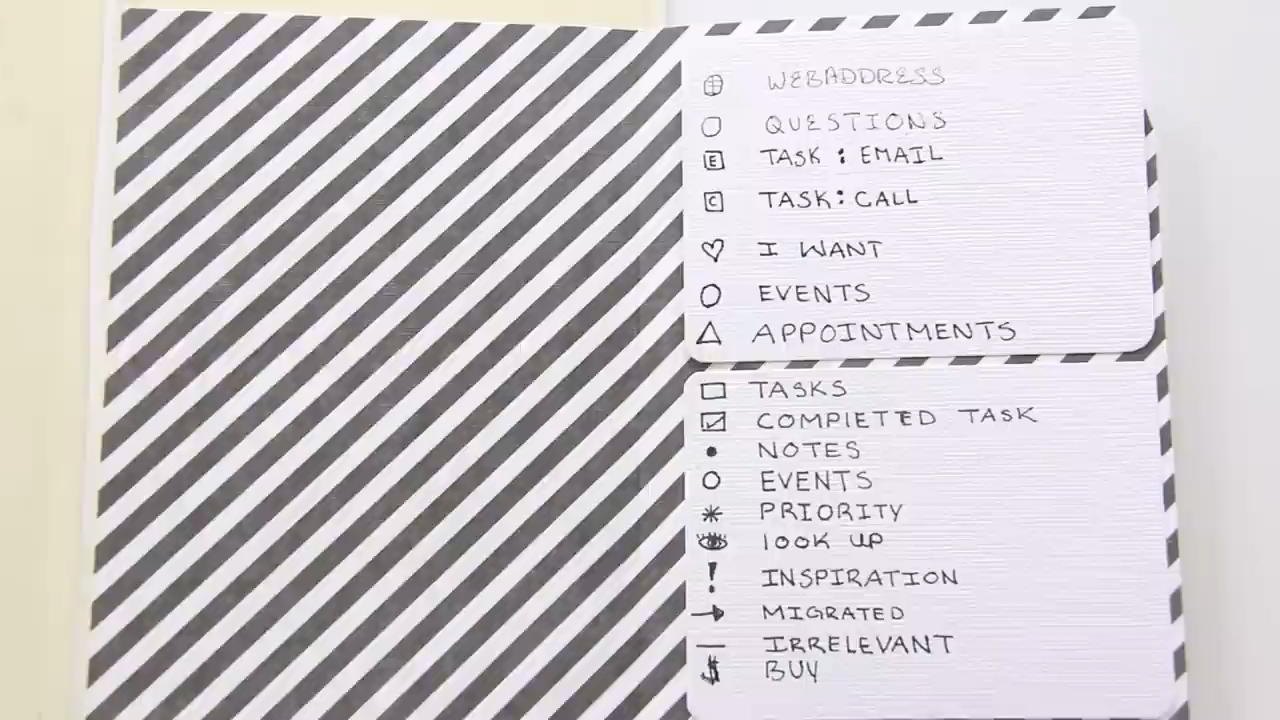 WEBADDRESS
QUESTIONS
E TASK : EMAIL
C TASK : CALL
I WANT
EVENTS
APPOINTMENTS
TASKS
COMPLETED TASK
NOTES
EVENTS
PRIORITY
look UP
! INSPIRATION
MIGRATED
IRRELEVANT
$ BUY